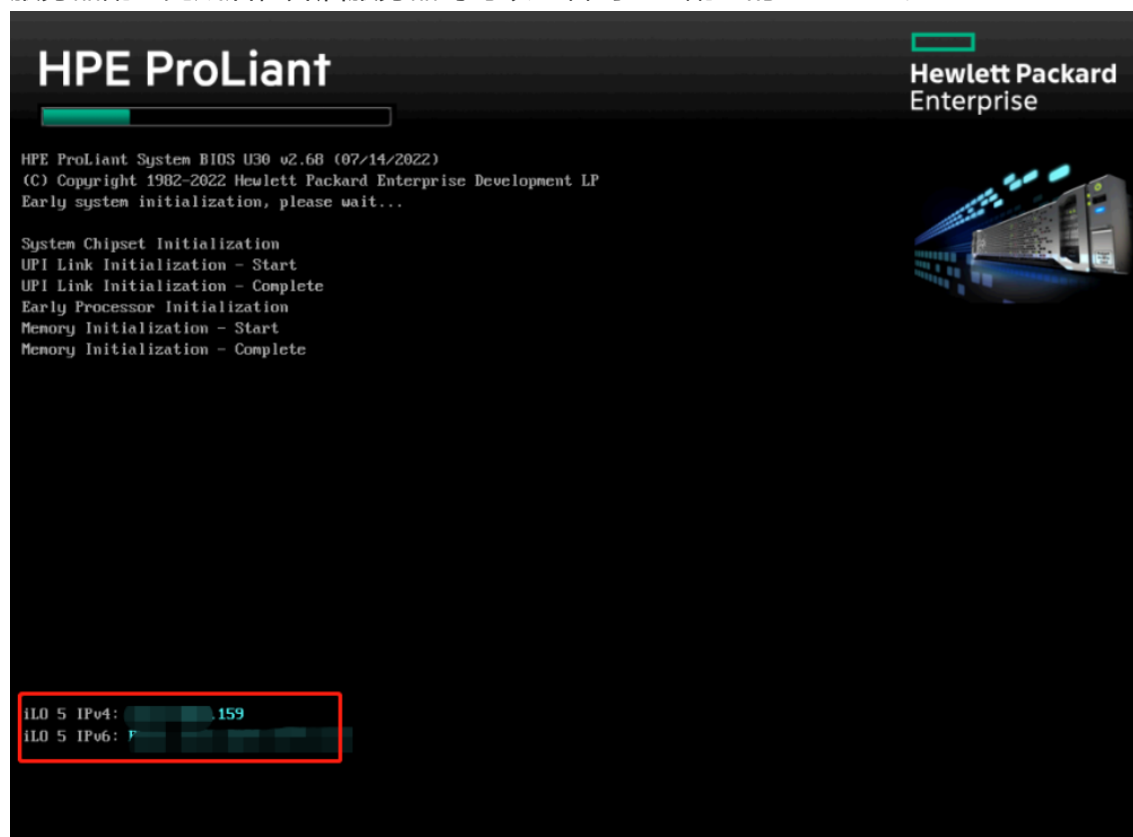 HPE ProLiant
Hewlett Packard
Enterprise
HPE ProLiant System BIOS U30 v2.68 (07/14/2022)
(C) Copyright 1982-2022 Hewlett Packard Enterprise Development LP
Early system initialization, please wait...
System Chipset Initialization
UPI Link Initialization - Start
UPI Link Initialization - Complete
Early Processor Initialization
Memory Initialization - Start
Memory Initialization - Complete
iLO 5 IPv4: .159
iLO 5 IPv6: